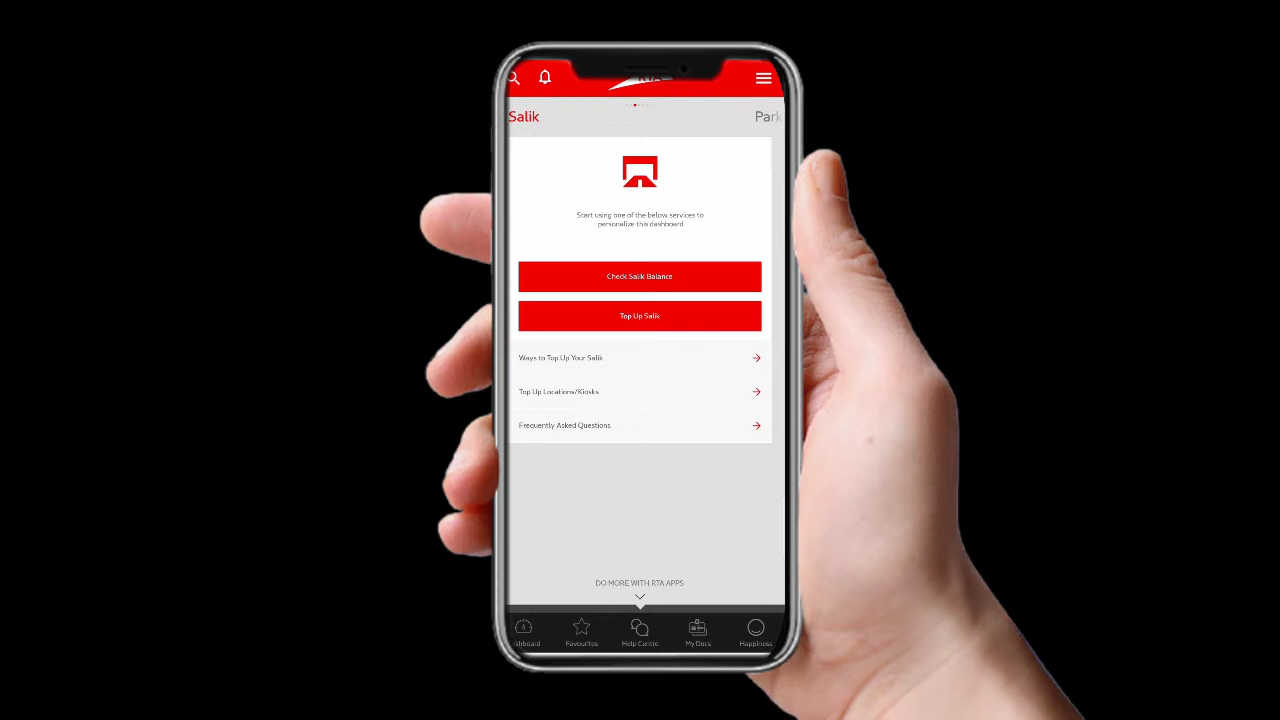 RTA
Salik
Park
Start using one of the below services to
personalize this dashboard
Check Salik Balance
Top Up Salik
Ways to Top Up Your Salik
Top Up Locations/Kiosks
Frequently Asked Questions
DO MORE WITH RTA APPS
shboard Favourites Help Centre My Docs Happiness